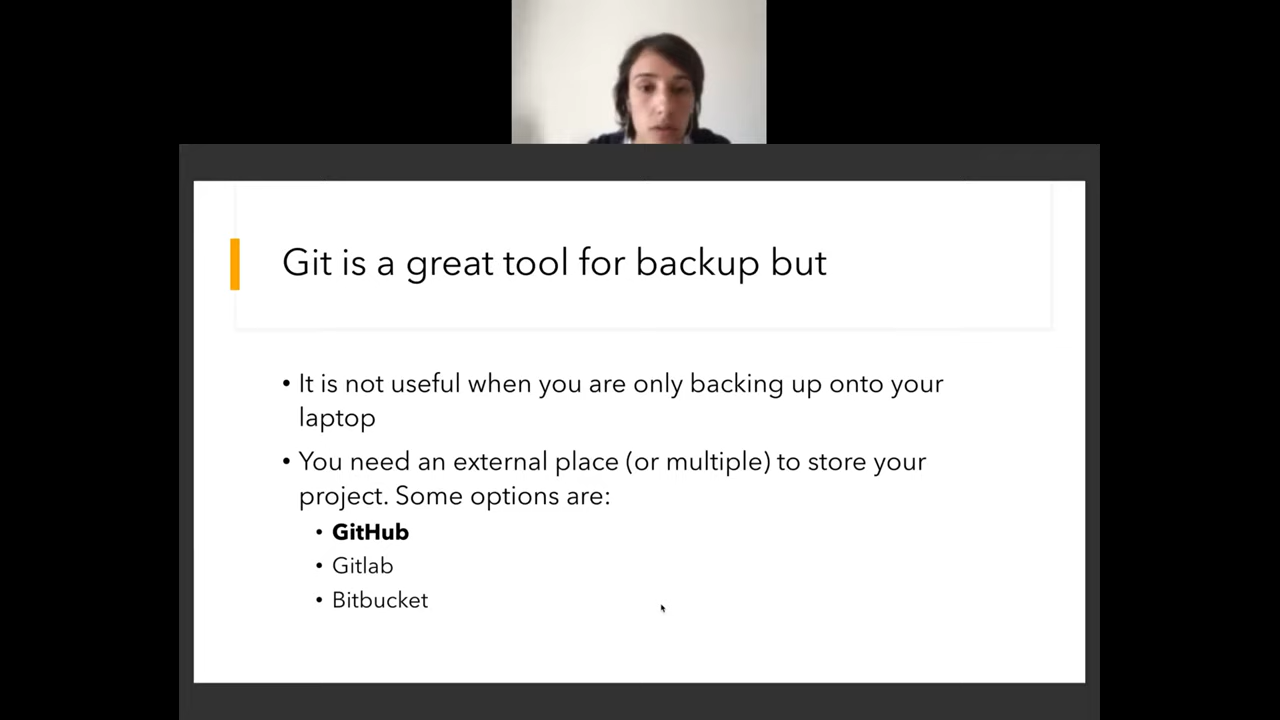 Git is a great tool for backup but
• It is not useful when you are only backing up onto your
laptop
• You need an external place (or multiple) to store your
project. Some options are:
• GitHub
• Gitlab
• Bitbucket